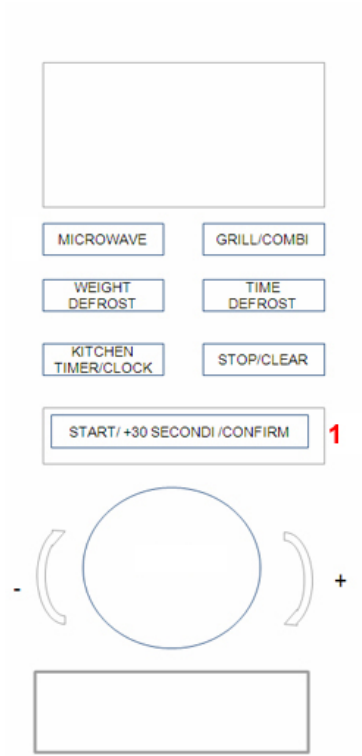 MICROWAVE
GRILL/COMBI
WEIGHT
DEFROST
TIME
DEFROST
KITCHEN
TIMER/CLOCK
STOP/CLEAR
START/ +30 SECONDI /CONFIRM
1
-
+